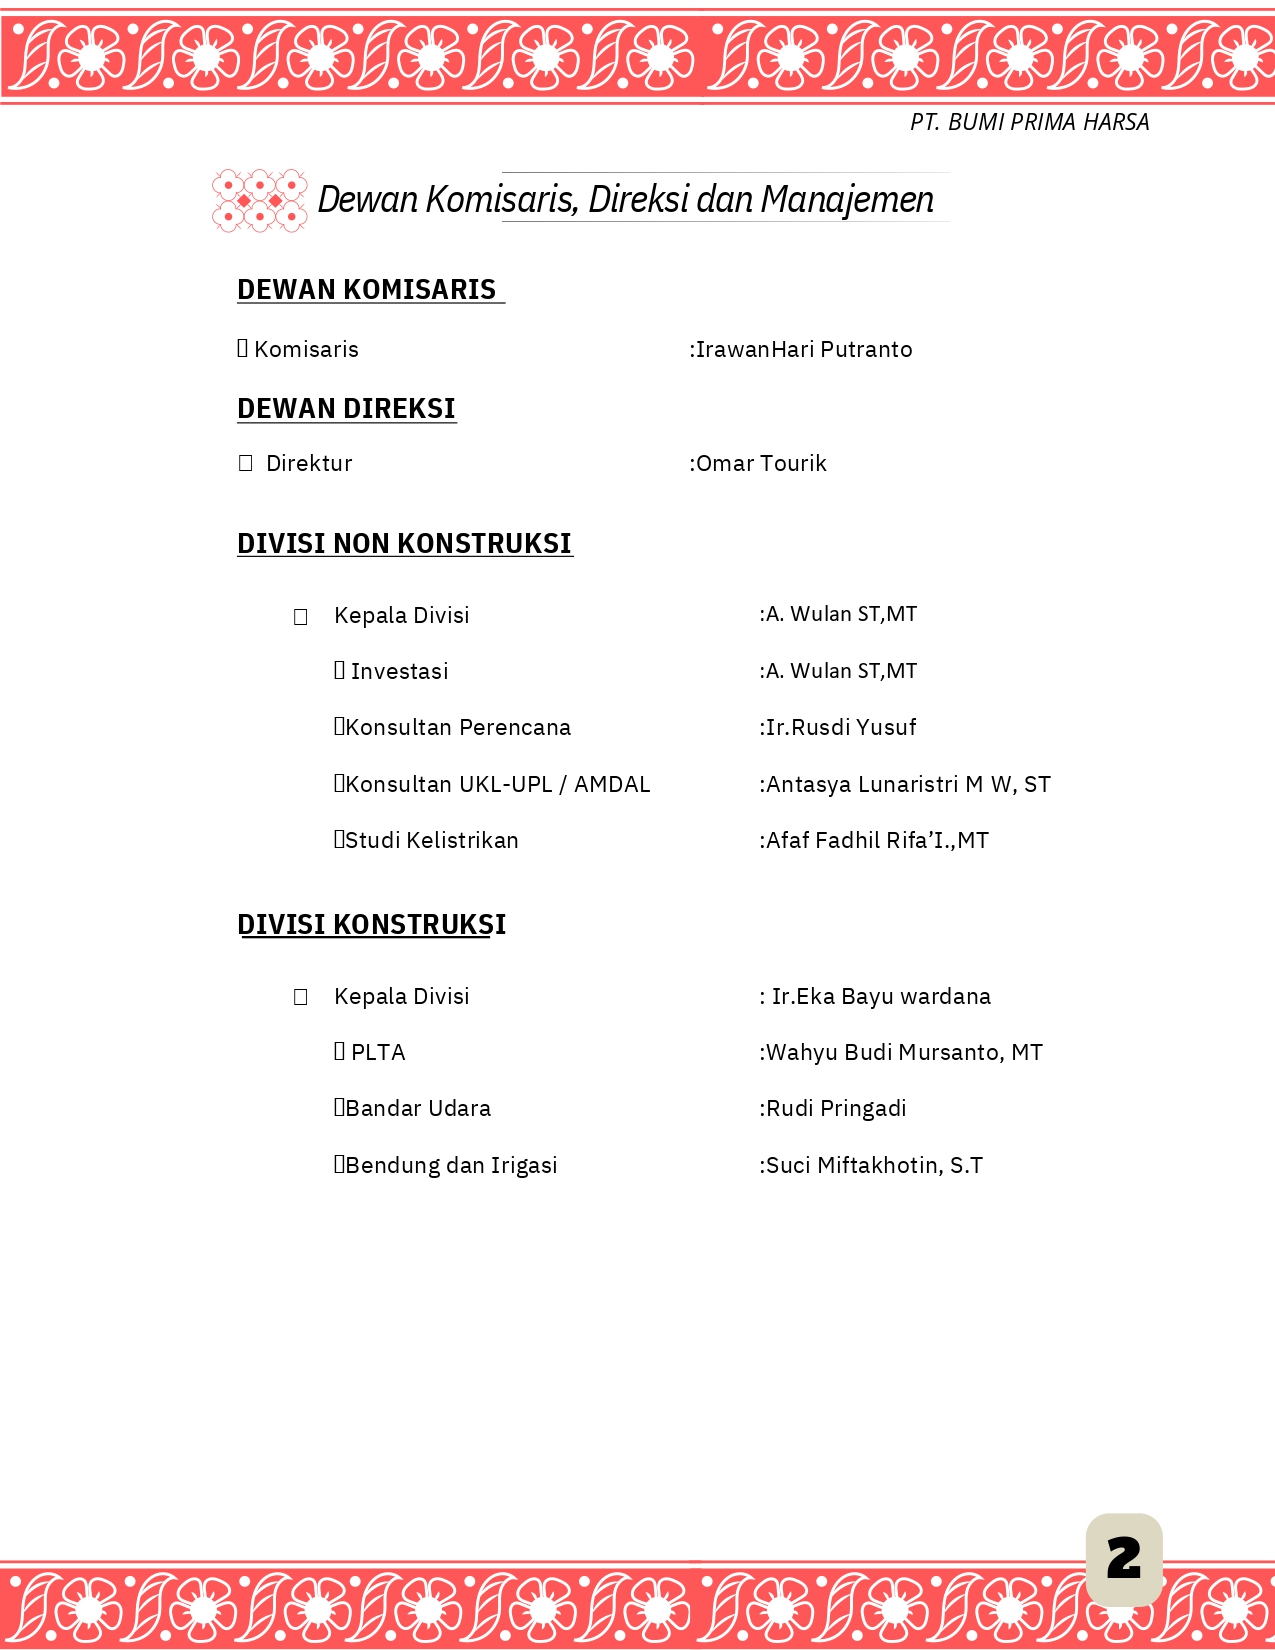 PT. BUMI PRIMA HARSA
Dewan Komisaris, Direksi dan Manajemen
DEWAN KOMISARIS
Komisaris :IrawanHari Putranto
DEWAN DIREKSI
Direktur :Omar Tourik
DIVISI NON KONSTRUKSI
Kepala Divisi :A. Wulan ST,MT
Investasi :A. Wulan ST,MT
Konsultan Perencana :Ir.Rusdi Yusuf
Konsultan UKL-UPL / AMDAL :Antasya Lunaristri M W, ST
Studi Kelistrikan :Afaf Fadhil Rifa’I.,MT
DIVISI KONSTRUKSI
Kepala Divisi : Ir.Eka Bayu wardana
PLTA :Wahyu Budi Mursanto, MT
Bandar Udara :Rudi Pringadi
Bendung dan Irigasi :Suci Miftakhotin, S.T
2